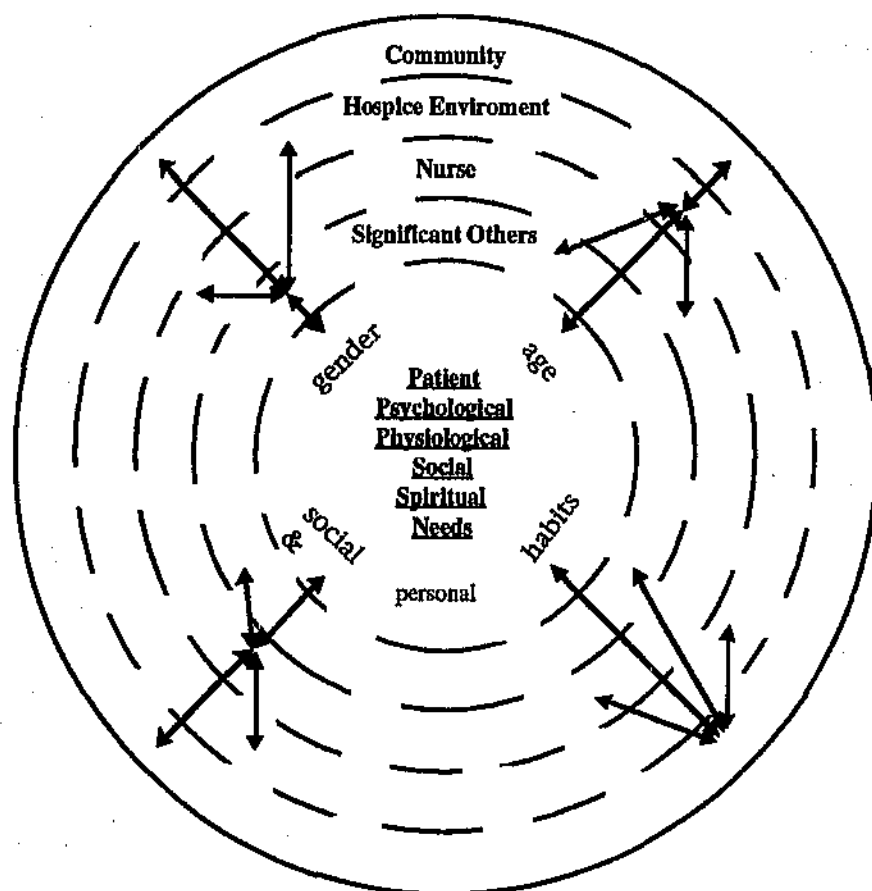 Community
Hospice Enviroment
Nurse
Significant Others
gender
age
Patient
Psychological
Physiological
Social
Spiritual
Needs
social
&
habits
personal